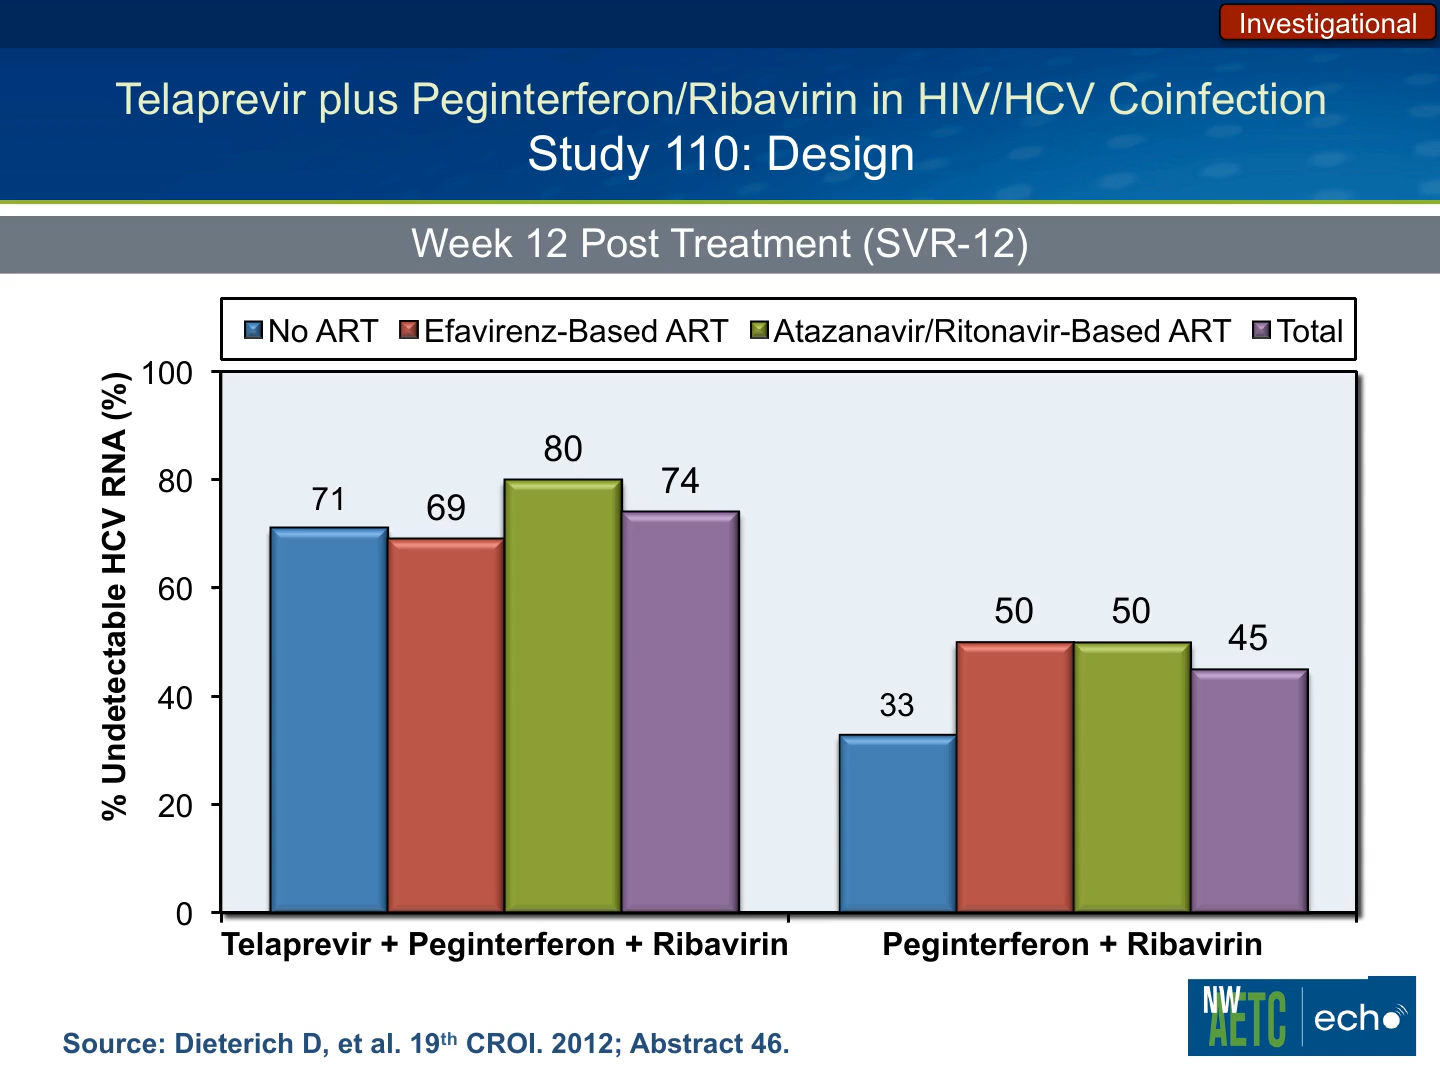 Investigational
Telaprevir plus Peginterferon/Ribavirin in HIV/HCV Coinfection
Study 110: Design
Week 12 Post Treatment (SVR-12)
No ART Efavirenz-Based ART Atazanavir/Ritonavir-Based ART Total
% Undetectable HCV RNA (%)
100
80
60
40
20
0
71
69
80
74
33
50
50
45
Telaprevir + Peginterferon + Ribavirin
Peginterferon + Ribavirin
NW
AETC
echo
Source: Dieterich D, et al. 19th CROI. 2012; Abstract 46.